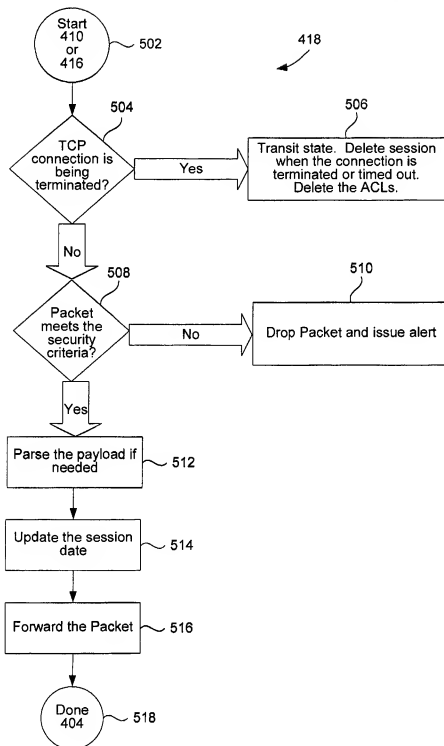 Start
410
or
416
502
418
504
TCP
connection is
being
terminated?
Yes
506
Transit state. Delete session
when the connection is
terminated or timed out.
Delete the ACLs.
No
508
Packet
meets the
security
criteria?
No
510
Drop Packet and issue alert
Yes
Parse the payload if
needed
512
Update the session
date
514
Forward the Packet
516
Done
404
518